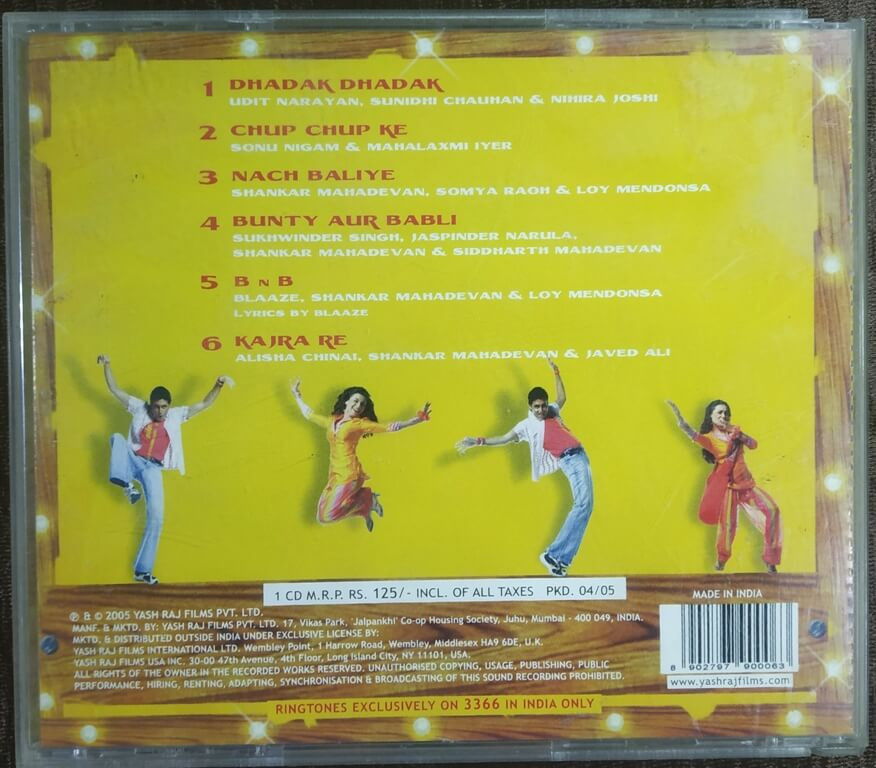 1 DHADAK DHADAK
UDIT NARAYAN, SUNIDHI CHAUHAN & NIHIRA JOSHI
2 CHUP CHUP KE
SONU NIGAM & MAHALAXMI IYER
3 NACH BALIYE
SHANKAR MAHADEVAN, SOMYA RAOH & LOY MENDONSA
4 BUNTY AUR BABLI
SUKHWINDER SINGH, JASPINDER NARULA,
SHANKAR MAHADEVAN & SIDDHARTH MAHADEVAN
5 B N B
BLAAZE, SHANKAR MAHADEVAN & LOY MENDONSA
LYRICS BY BLAAZE
6 KAJRA RE
ALISHA CHINAI, SHANKAR MAHADEVAN & JAVED ALI
1 CD M.R.P. RS. 125/- INCL. OF ALL TAXES PKD. 04/05
MADE IN INDIA
℗ & © 2005 YASH RAJ FILMS PVT. LTD.
MANF. & MKTD. BY: YASH RAJ FILMS PVT. LTD. 17, Vikas Park, 'Jalpankhi' Co-op Housing Society, Juhu, Mumbai - 400 049, INDIA.
MKTD. & DISTRIBUTED OUTSIDE INDIA UNDER EXCLUSIVE LICENSE BY:
YASH RAJ FILMS INTERNATIONAL LTD. Wembley Point, 1 Harrow Road, Wembley, Middlesex HA9 6DE, U.K.
YASH RAJ FILMS USA INC. 30-00 47th Avenue, 4th Floor, Long Island City, NY 11101, USA.
ALL RIGHTS OF THE OWNER IN THE RECORDED WORKS RESERVED. UNAUTHORISED COPYING, USAGE, PUBLISHING, PUBLIC
PERFORMANCE, HIRING, RENTING, ADAPTING, SYNCHRONISATION & BROADCASTING OF THIS SOUND RECORDING PROHIBITED.
8 902797 900063
www.yashrajfilms.com
RINGTONES EXCLUSIVELY ON 3366 IN INDIA ONLY